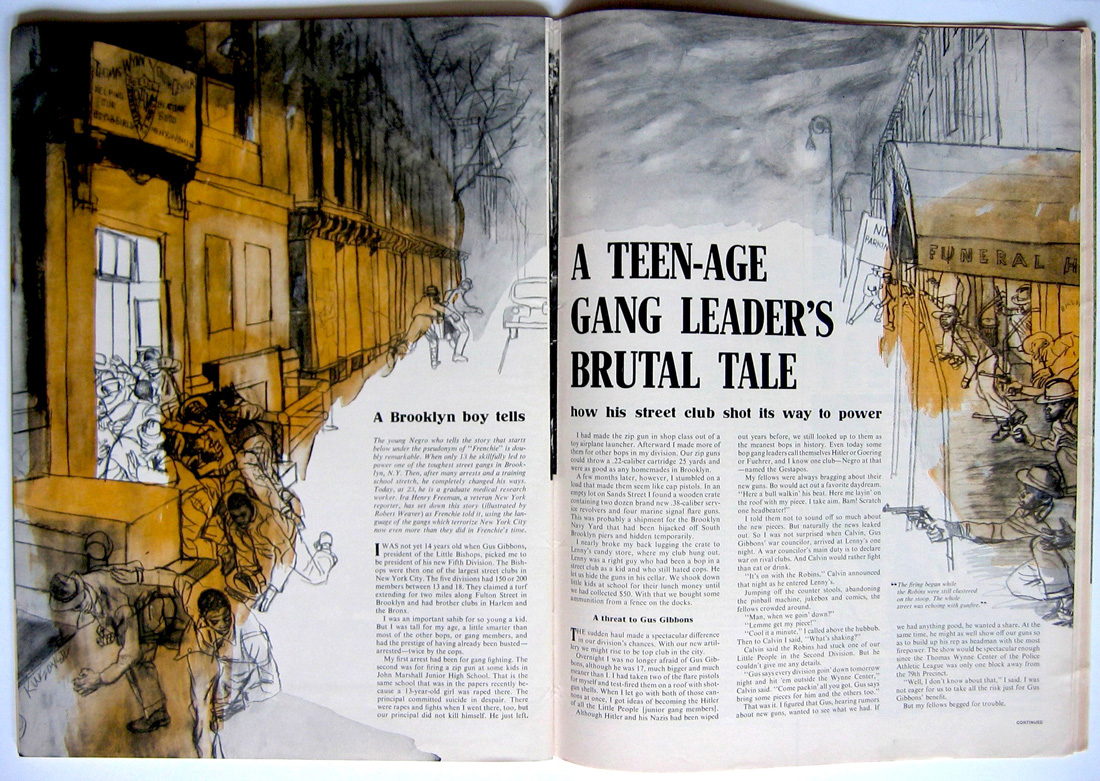 THOMAS WYNN YOUTH CENTER
HELPING
OUR
BOYS & GIRLS
A Brooklyn boy tells
The young Negro who tells the story that starts
below under the pseudonym of "Frenchie" is dou-
bly remarkable. When only 13 he skilfully led to
power one of the toughest street gangs in Brook-
lyn, N.Y. Then, after many arrests and a training
school stretch, he completely changed his ways.
Today, at 23, he is a graduate medical research
worker. Ira Henry Freeman, a veteran New York
reporter, has set down this story (illustrated by
Robert Weaver) as Frenchie told it, using the lan-
guage of the gangs which terrorize New York City
now even more than they did in Frenchie's time.
I WAS not yet 14 years old when Gus Gibbons,
president of the Little Bishops, picked me to
be president of his new Fifth Division. The Bish-
ops were then one of the largest street clubs in
New York City. The five divisions had 150 or 200
members between 13 and 18. They claimed a turf
extending for two miles along Fulton Street in
Brooklyn and had brother clubs in Harlem and
the Bronx.
I was an important sahib for so young a kid.
But I was tall for my age, a little smarter than
most of the other bops, or gang members, and
had the prestige of having already been busted—
arrested—twice by the cops.
My first arrest had been for gang fighting. The
second was for firing a zip gun at some kids in
John Marshall Junior High School. That is the
same school that was in the papers recently be-
cause a 13-year-old girl was raped there. The
principal committed suicide in despair. There
were rapes and fights when I went there, too, but
our principal did not kill himself. He just left.
A TEEN-AGE
GANG LEADER'S
BRUTAL TALE
how his street club shot its way to power
I had made the zip gun in shop class out of a
toy airplane launcher. Afterward I made more of
them for other bops in my division. Our zip guns
could throw a .22-caliber cartridge 25 yards and
were as good as any homemades in Brooklyn.
A few months later, however, I stumbled on a
load that made them seem like cap pistols. In an
empty lot on Sands Street I found a wooden crate
containing two dozen brand new .38-caliber serv-
ice revolvers and four marine signal flare guns.
This was probably a shipment for the Brooklyn
Navy Yard that had been hijacked off South
Brooklyn piers and hidden temporarily.
I nearly broke my back lugging the crate to
Lenny's candy store, where my club hung out.
Lenny was a right guy who had been a bop in a
street club as a kid and who still hated cops. He
let us hide the guns in his cellar. We shook down
little kids at school for their lunch money until
we had collected $50. With that we bought some
ammunition from a fence on the docks.
A threat to Gus Gibbons
THE sudden haul made a spectacular difference
in our division's chances. With our new artil-
lery we might rise to be top club in the city.
Overnight I was no longer afraid of Gus Gib-
bons, although he was 17, much bigger and much
meaner than I. I had taken two of the flare pistols
for myself and test-fired them on a roof with shot-
gun shells. When I let go with both of those can-
nons at once, I got ideas of becoming the Hitler
of all the Little People [junior gang members].
Although Hitler and his Nazis had been wiped
out years before, we still looked up to them as
the meanest bops in history. Even today some
bop gang leaders call themselves Hitler or Goering
or Fuehrer, and I know one club—Negro at that
—named the Gestapos.
My fellows were always bragging about their
new guns. Bo would act out a favorite daydream.
"Here a bull walkin' his beat. Here me layin' on
the roof with my piece. I take aim. Bam! Scratch
one headbeater!"
I told them not to sound off so much about
the new pieces. But naturally the news leaked
out. So I was not surprised when Calvin, Gus
Gibbons' war councilor, arrived at Lenny's one
night. A war councilor's main duty is to declare
war on rival clubs. And Calvin would rather fight
than eat or drink.
"It's on with the Robins," Calvin announced
that night as he entered Lenny's.
Jumping off the counter stools, abandoning
the pinball machine, jukebox and comics, the
fellows crowded around.
"Man, when we goin' down?"
"Lemme get my piece!"
"Cool it a minute," I called above the hubbub.
Then to Calvin I said, "What's shaking?"
Calvin said the Robins had stuck one of our
Little People in the Second Division. But he
couldn't give me any details.
"Gus says every division goin' down tomorrow
night and hit 'em outside the Wynne Center,"
Calvin said. "Come packin' all you got. Gus says
bring some pieces for him and the others too."
That was it. I figured that Gus, hearing rumors
about new guns, wanted to see what we had. If
NO
PARKIN
FUNERAL H
"The firing began while
the Robins were still clustered
on the stoop. The whole
street was echoing with gunfire."
we had anything good, he wanted a share. At the
same time, he might as well show off our guns so
as to build up his rep as headman with the most
firepower. The show would be spectacular enough
since the Thomas Wynne Center of the Police
Athletic League was only one block away from
the 79th Precinct.
"Well, I don't know about that," I said. I was
not eager for us to take all the risk just for Gus
Gibbons' benefit.
But my fellows begged for trouble.
CONTINUED